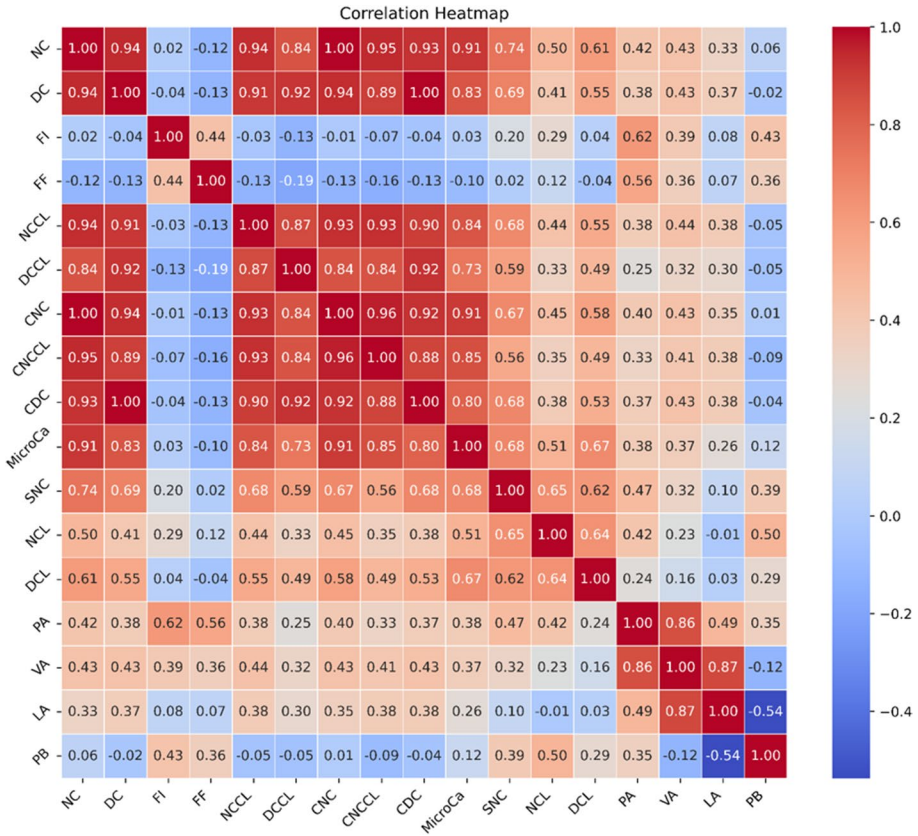 Correlation Heatmap
NC 1.00 0.94 0.02 -0.12 0.94 0.84 1.00 0.95 0.93 0.91 0.74 0.50 0.61 0.42 0.43 0.33 0.06
DC 0.94 1.00 -0.04 -0.13 0.91 0.92 0.94 0.89 1.00 0.83 0.69 0.41 0.55 0.38 0.43 0.37 -0.02
FI 0.02 -0.04 1.00 0.44 -0.03 -0.13 -0.01 -0.07 -0.04 0.03 0.20 0.29 0.04 0.62 0.39 0.08 0.43
FF -0.12 -0.13 0.44 1.00 -0.13 -0.19 -0.13 -0.16 -0.13 -0.10 0.02 0.12 -0.04 0.56 0.36 0.07 0.36
NCCL 0.94 0.91 -0.03 -0.13 1.00 0.87 0.93 0.93 0.90 0.84 0.68 0.44 0.55 0.38 0.44 0.38 -0.05
DCCL 0.84 0.92 -0.13 -0.19 0.87 1.00 0.84 0.84 0.92 0.73 0.59 0.33 0.49 0.25 0.32 0.30 -0.05
CNC 1.00 0.94 -0.01 -0.13 0.93 0.84 1.00 0.96 0.92 0.91 0.67 0.45 0.58 0.40 0.43 0.35 0.01
CNCCL 0.95 0.89 -0.07 -0.16 0.93 0.84 0.96 1.00 0.88 0.85 0.56 0.35 0.49 0.33 0.41 0.38 -0.09
CDC 0.93 1.00 -0.04 -0.13 0.90 0.92 0.92 0.88 1.00 0.80 0.68 0.38 0.53 0.37 0.43 0.38 -0.04
MicroCa 0.91 0.83 0.03 -0.10 0.84 0.73 0.91 0.85 0.80 1.00 0.68 0.51 0.67 0.38 0.37 0.26 0.12
SNC 0.74 0.69 0.20 0.02 0.68 0.59 0.67 0.56 0.68 0.68 1.00 0.65 0.62 0.47 0.32 0.10 0.39
NCL 0.50 0.41 0.29 0.12 0.44 0.33 0.45 0.35 0.38 0.51 0.65 1.00 0.64 0.42 0.23 -0.01 0.50
DCL 0.61 0.55 0.04 -0.04 0.55 0.49 0.58 0.49 0.53 0.67 0.62 0.64 1.00 0.24 0.16 0.03 0.29
PA 0.42 0.38 0.62 0.56 0.38 0.25 0.40 0.33 0.37 0.38 0.47 0.42 0.24 1.00 0.86 0.49 0.35
VA 0.43 0.43 0.39 0.36 0.44 0.32 0.43 0.41 0.43 0.37 0.32 0.23 0.16 0.86 1.00 0.87 -0.12
LA 0.33 0.37 0.08 0.07 0.38 0.30 0.35 0.38 0.38 0.26 0.10 -0.01 0.03 0.49 0.87 1.00 -0.54
PB 0.06 -0.02 0.43 0.36 -0.05 -0.05 0.01 -0.09 -0.04 0.12 0.39 0.50 0.29 0.35 -0.12 -0.54 1.00
NC DC FI FF NCCL DCCL CNC CNCCL CDC MicroCa SNC NCL DCL PA VA LA PB
1.0
0.8
0.6
0.4
0.2
0.0
−0.2
−0.4